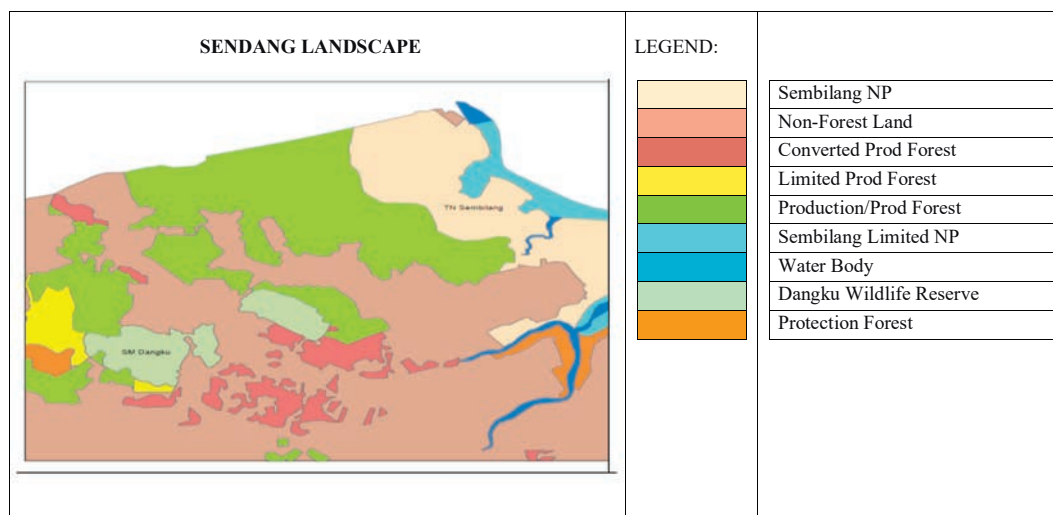 SENDANG LANDSCAPE
TN Sembilang
SM Dangku
LEGEND:
Sembilang NP
Non-Forest Land
Converted Prod Forest
Limited Prod Forest
Production/Prod Forest
Sembilang Limited NP
Water Body
Dangku Wildlife Reserve
Protection Forest